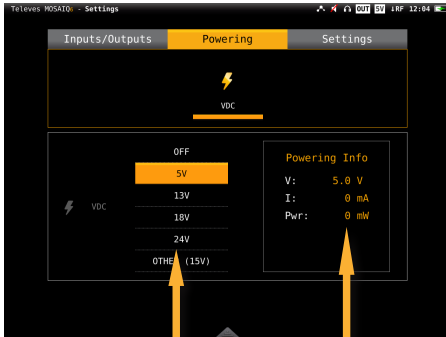 Televes MOSAIQ6 - Settings OUT 5V ↓RF 12:04
Inputs/Outputs Powering Settings
VDC
OFF
5V
13V
VDC
18V
24V
OTHER (15V)
Powering Info
V: 5.0 V
I: 0 mA
Pwr: 0 mW